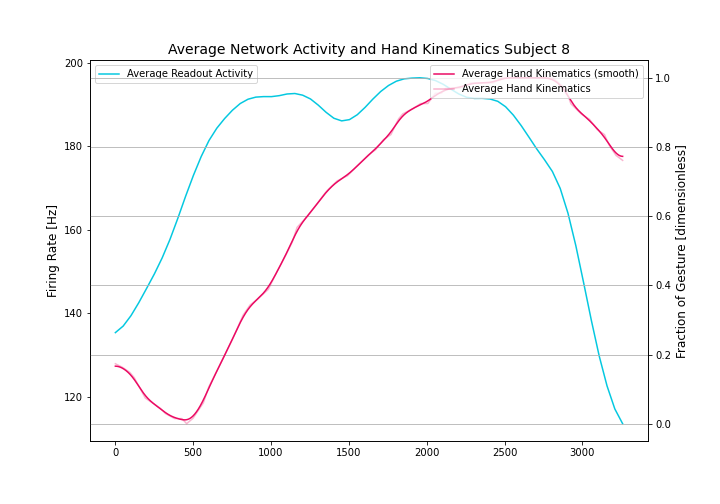 Average Network Activity and Hand Kinematics Subject 8
Average Readout Activity
Average Hand Kinematics (smooth)
Average Hand Kinematics
Firing Rate [Hz]
200
180
160
140
120
Fraction of Gesture [dimensionless]
1.0
0.8
0.6
0.4
0.2
0.0
0 500 1000 1500 2000 2500 3000